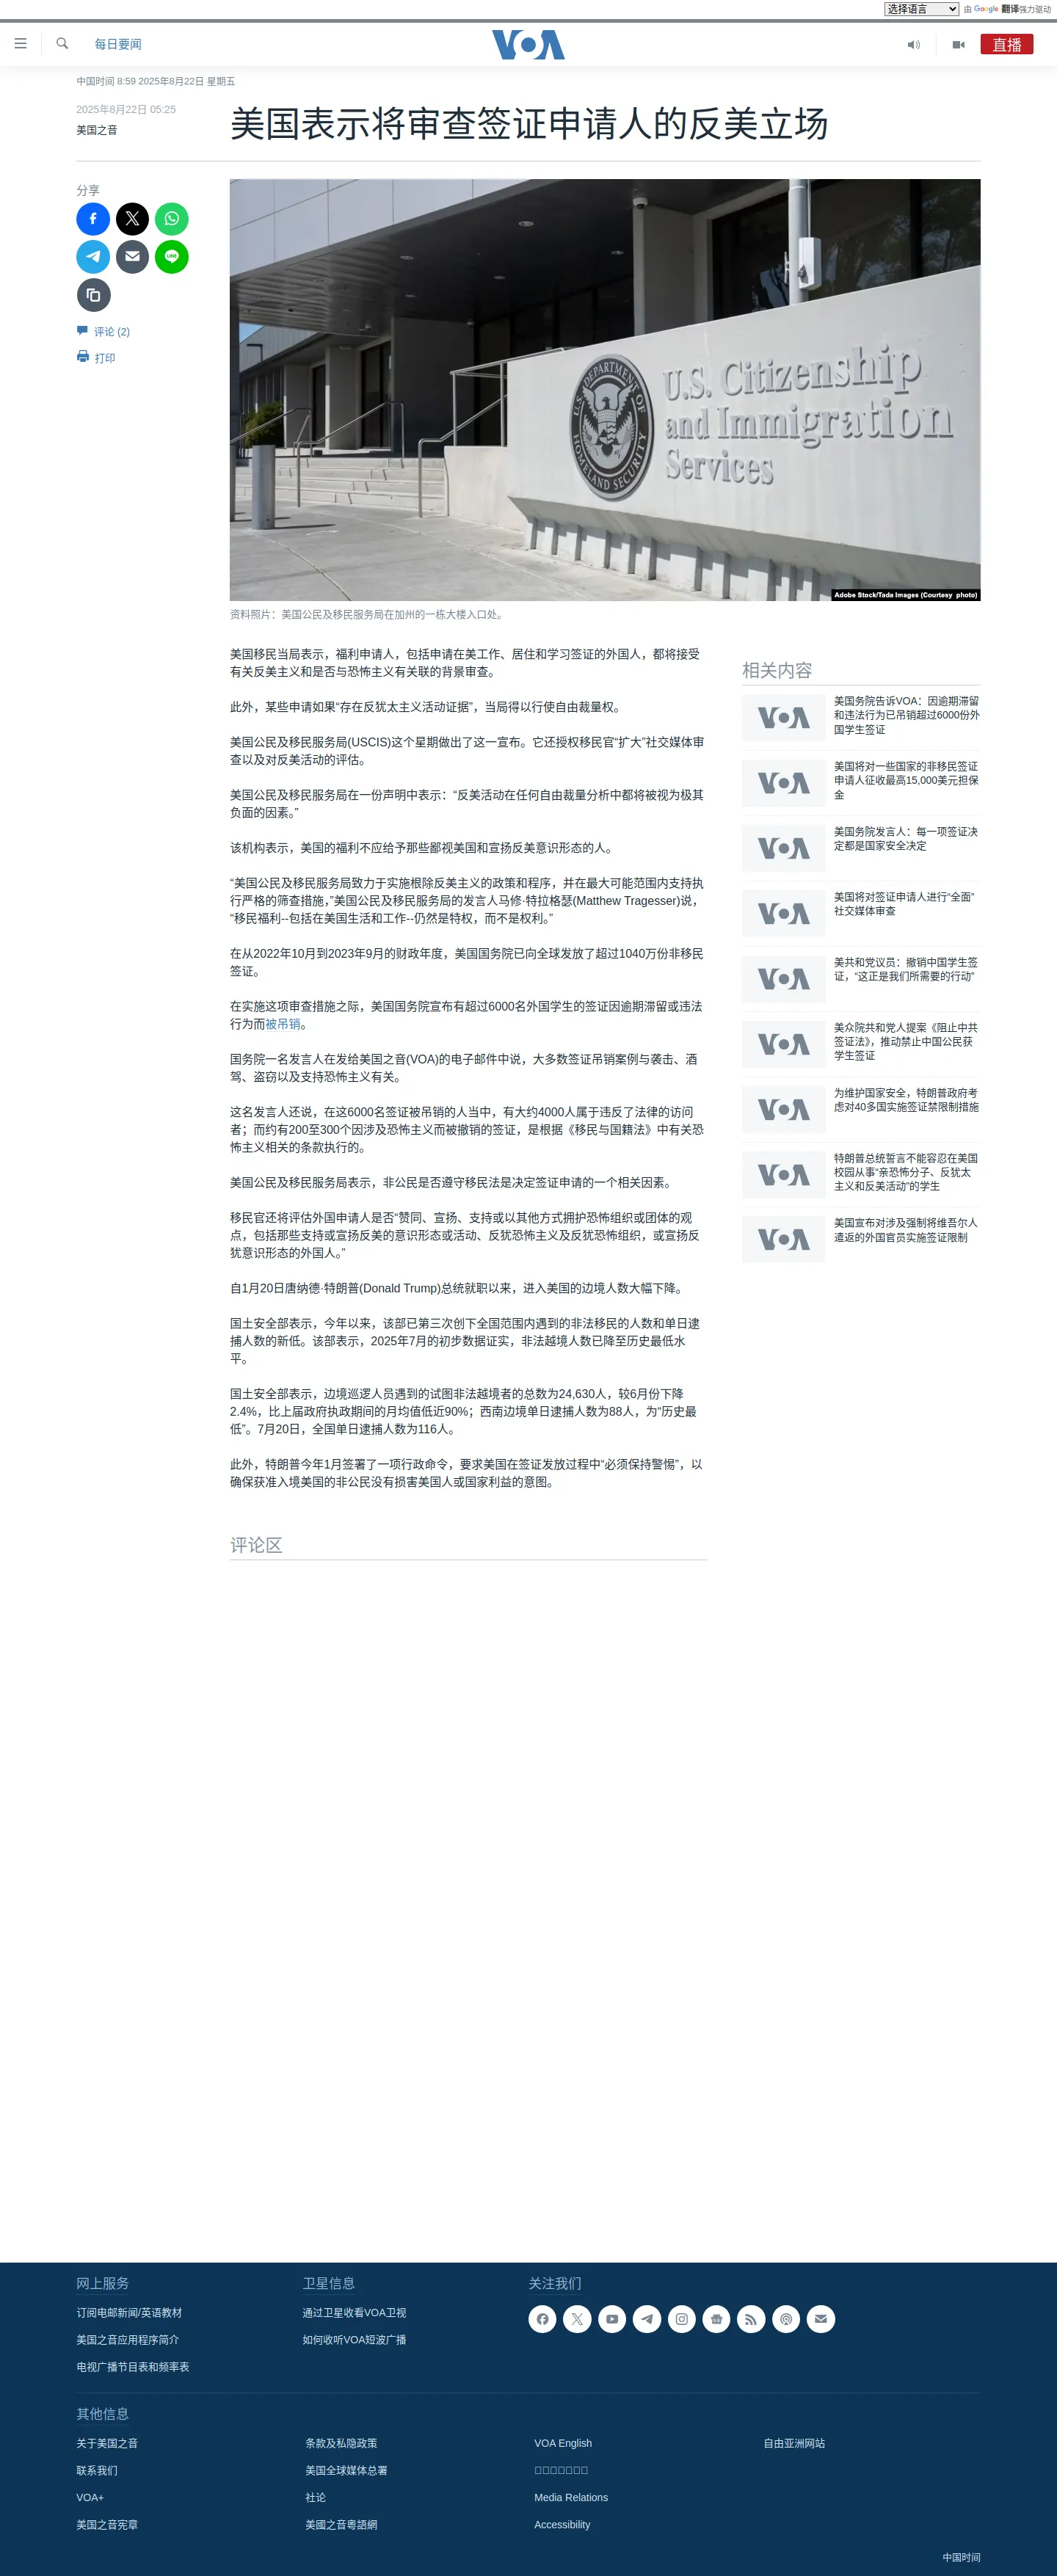 选择语言 由 Google 翻译强力驱动
每日要闻
VOA
直播
中国时间 8:59 2025年8月22日 星期五
2025年8月22日 05:25
美国之音
美国表示将审查签证申请人的反美立场
分享
评论 (2)
打印
U.S. Citizenship
and Immigration
Services
DEPARTMENT OF
HOMELAND SECURITY
Adobe Stock/Tada Images (Courtesy photo)
资料照片：美国公民及移民服务局在加州的一栋大楼入口处。
美国移民当局表示，福利申请人，包括申请在美工作、居住和学习签证的外国人，都将接受
有关反美主义和是否与恐怖主义有关联的背景审查。
此外，某些申请如果“存在反犹太主义活动证据”，当局得以行使自由裁量权。
美国公民及移民服务局(USCIS)这个星期做出了这一宣布。它还授权移民官“扩大”社交媒体审
查以及对反美活动的评估。
美国公民及移民服务局在一份声明中表示：“反美活动在任何自由裁量分析中都将被视为极其
负面的因素。”
该机构表示，美国的福利不应给予那些鄙视美国和宣扬反美意识形态的人。
“美国公民及移民服务局致力于实施根除反美主义的政策和程序，并在最大可能范围内支持执
行严格的筛查措施，”美国公民及移民服务局的发言人马修·特拉格瑟(Matthew Tragesser)说，
“移民福利--包括在美国生活和工作--仍然是特权，而不是权利。”
在从2022年10月到2023年9月的财政年度，美国国务院已向全球发放了超过1040万份非移民
签证。
在实施这项审查措施之际，美国国务院宣布有超过6000名外国学生的签证因逾期滞留或违法
行为而被吊销。
国务院一名发言人在发给美国之音(VOA)的电子邮件中说，大多数签证吊销案例与袭击、酒
驾、盗窃以及支持恐怖主义有关。
这名发言人还说，在这6000名签证被吊销的人当中，有大约4000人属于违反了法律的访问
者；而约有200至300个因涉及恐怖主义而被撤销的签证，是根据《移民与国籍法》中有关恐
怖主义相关的条款执行的。
美国公民及移民服务局表示，非公民是否遵守移民法是决定签证申请的一个相关因素。
移民官还将评估外国申请人是否“赞同、宣扬、支持或以其他方式拥护恐怖组织或团体的观
点，包括那些支持或宣扬反美的意识形态或活动、反犹恐怖主义及反犹恐怖组织，或宣扬反
犹意识形态的外国人。”
自1月20日唐纳德·特朗普(Donald Trump)总统就职以来，进入美国的边境人数大幅下降。
国土安全部表示，今年以来，该部已第三次创下全国范围内遇到的非法移民的人数和单日逮
捕人数的新低。该部表示，2025年7月的初步数据证实，非法越境人数已降至历史最低水
平。
国土安全部表示，边境巡逻人员遇到的试图非法越境者的总数为24,630人，较6月份下降
2.4%，比上届政府执政期间的月均值低近90%；西南边境单日逮捕人数为88人，为“历史最
低”。7月20日，全国单日逮捕人数为116人。
此外，特朗普今年1月签署了一项行政命令，要求美国在签证发放过程中“必须保持警惕”，以
确保获准入境美国的非公民没有损害美国人或国家利益的意图。
相关内容
VOA
美国务院告诉VOA：因逾期滞留
和违法行为已吊销超过6000份外
国学生签证
VOA
美国将对一些国家的非移民签证
申请人征收最高15,000美元担保
金
VOA
美国务院发言人：每一项签证决
定都是国家安全决定
VOA
美国将对签证申请人进行“全面”
社交媒体审查
VOA
美共和党议员：撤销中国学生签
证，“这正是我们所需要的行动”
VOA
美众院共和党人提案《阻止中共
签证法》，推动禁止中国公民获
学生签证
VOA
为维护国家安全，特朗普政府考
虑对40多国实施签证禁限制措施
VOA
特朗普总统誓言不能容忍在美国
校园从事“亲恐怖分子、反犹太
主义和反美活动”的学生
VOA
美国宣布对涉及强制将维吾尔人
遣返的外国官员实施签证限制
评论区
网上服务
订阅电邮新闻/英语教材
美国之音应用程序简介
电视广播节目表和频率表
卫星信息
通过卫星收看VOA卫视
如何收听VOA短波广播
关注我们
其他信息
关于美国之音
联系我们
VOA+
美国之音宪章
条款及私隐政策
美国全球媒体总署
社论
美國之音粵語網
VOA English
Media Relations
Accessibility
自由亚洲网站
中国时间